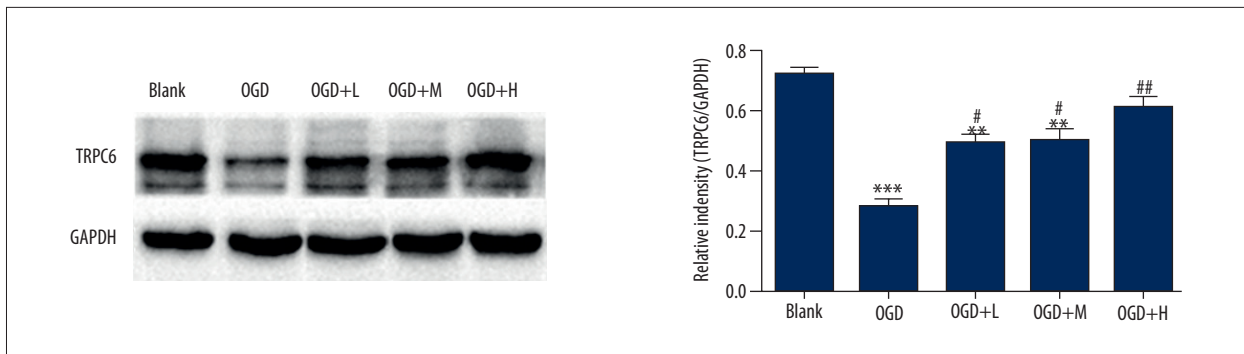 Blank OGD OGD+L OGD+M OGD+H
TRPC6
GAPDH
Relative indensity (TRPC6/GAPDH)
0.8
0.6
0.4
0.2
0.0
***
#
**
#
**
##
Blank OGD OGD+L OGD+M OGD+H